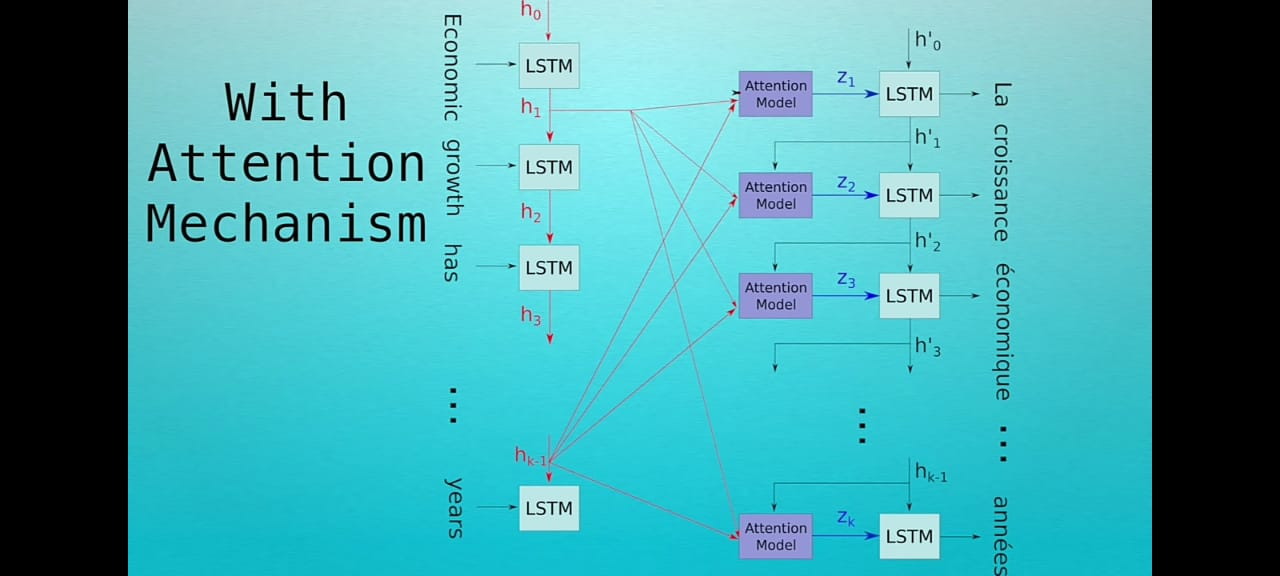 With
Attention
Mechanism
Economic growth has ... years
h0
LSTM
h1
LSTM
h2
LSTM
h3
hk-1
LSTM
h'0
Attention
Model
z1
LSTM
h'1
Attention
Model
z2
LSTM
h'2
Attention
Model
z3
LSTM
h'3
...
hk-1
Attention
Model
zk
LSTM
La croissance économique ... années